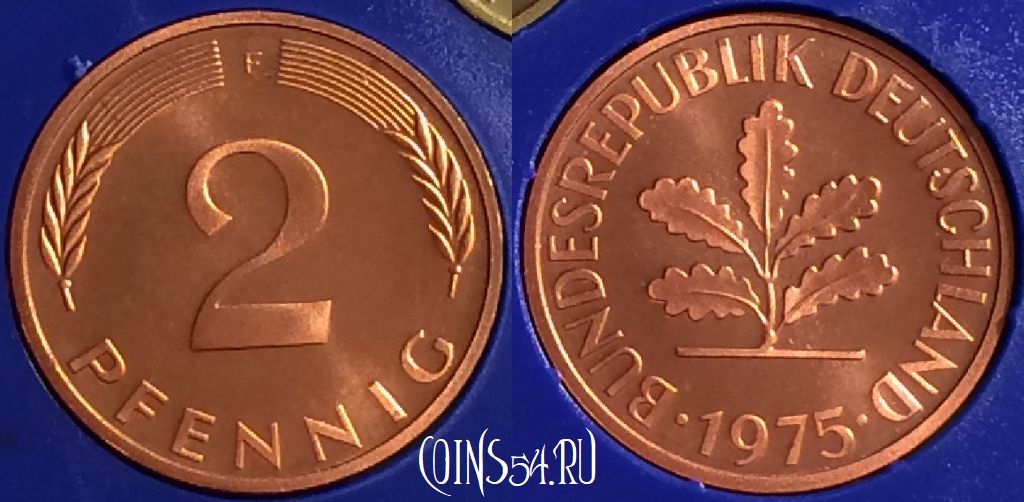 F
2
PFENNIG
BUNDESREPUBLIK DEUTSCHLAND
· 1975 ·
COINS54.RU